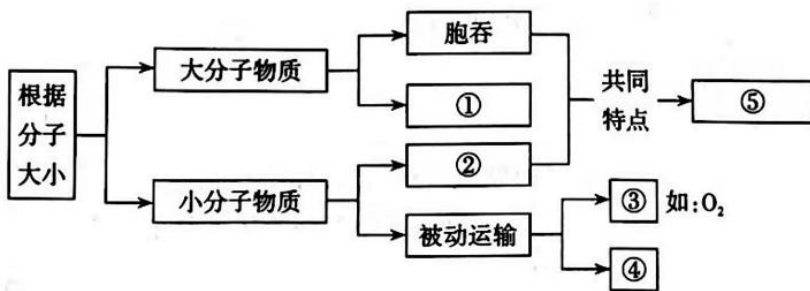 根据
分子
大小
大分子物质
小分子物质
胞吞
①
②
被动运输
共同
特点
⑤
③ 如:O₂
④